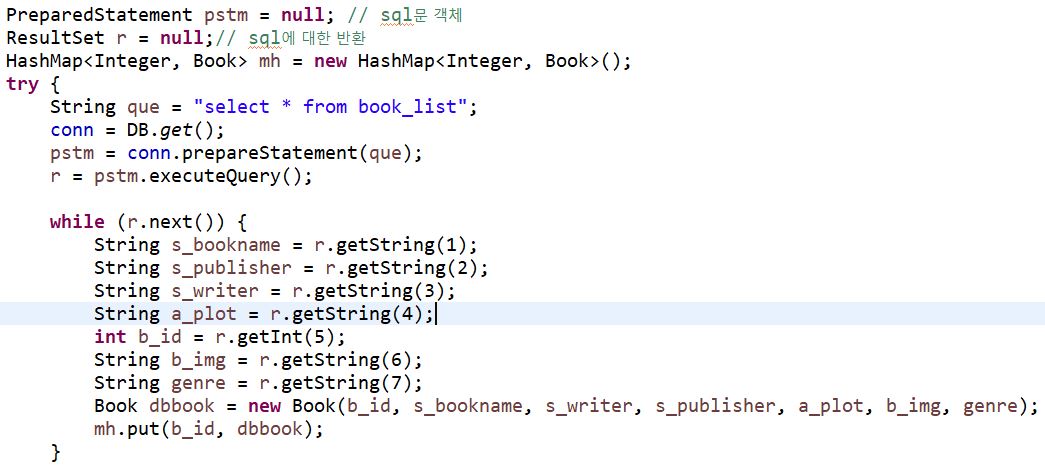 PreparedStatement pstm = null; // sql문 객체
ResultSet r = null;// sql에 대한 반환
HashMap<Integer, Book> mh = new HashMap<Integer, Book>();
try {
    String que = "select * from book_list";
    conn = DB.get();
    pstm = conn.prepareStatement(que);
    r = pstm.executeQuery();

    while (r.next()) {
        String s_bookname = r.getString(1);
        String s_publisher = r.getString(2);
        String s_writer = r.getString(3);
        String a_plot = r.getString(4);
        int b_id = r.getInt(5);
        String b_img = r.getString(6);
        String genre = r.getString(7);
        Book dbbook = new Book(b_id, s_bookname, s_writer, s_publisher, a_plot, b_img, genre);
        mh.put(b_id, dbbook);
    }